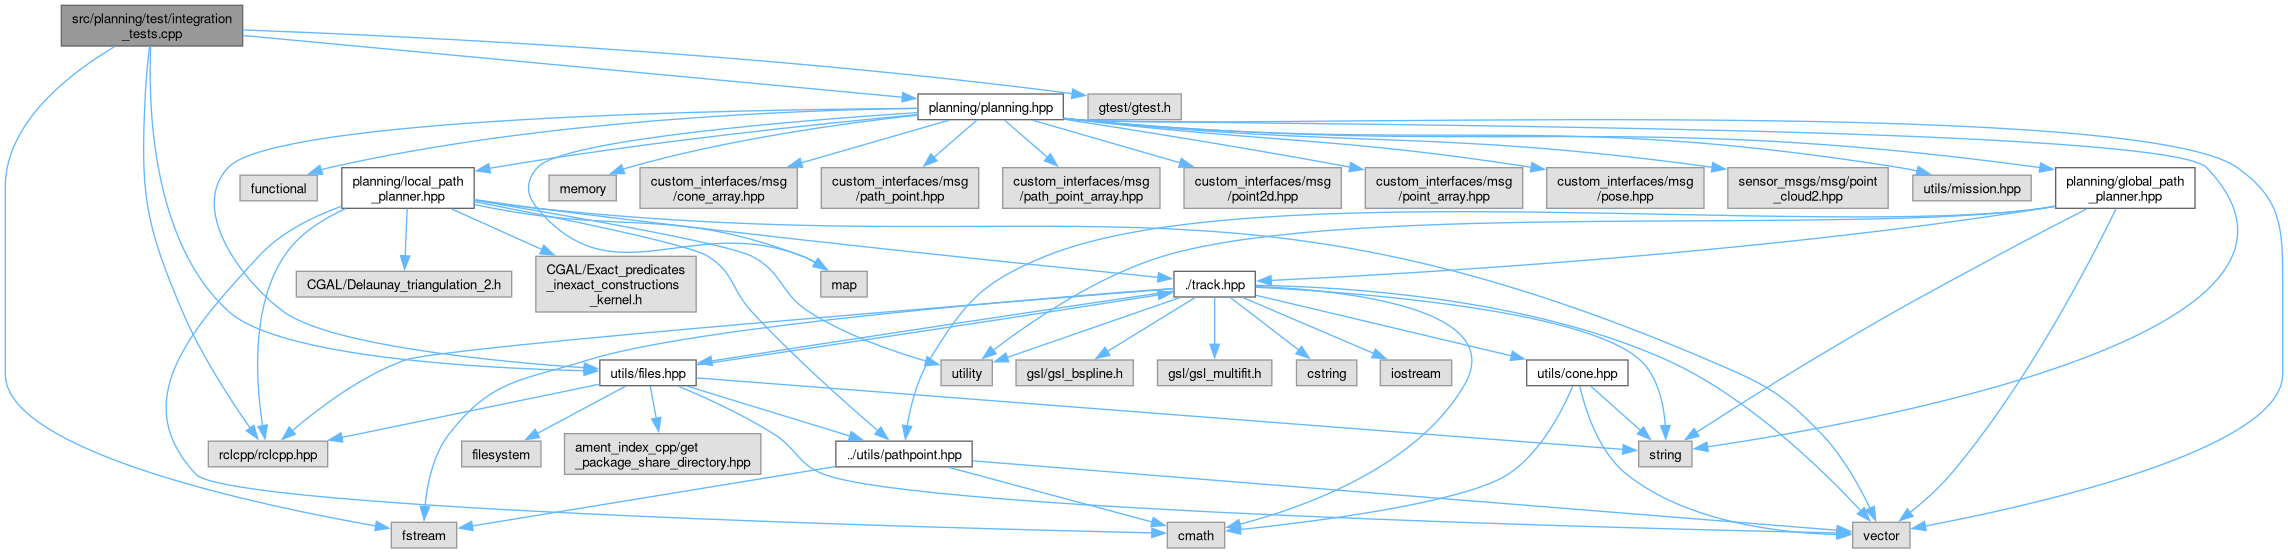 src/planning/test/integration
_tests.cpp
planning/planning.hpp
gtest/gtest.h
functional
planning/local_path
_planner.hpp
memory
custom_interfaces/msg
/cone_array.hpp
custom_interfaces/msg
/path_point.hpp
custom_interfaces/msg
/path_point_array.hpp
custom_interfaces/msg
/point2d.hpp
custom_interfaces/msg
/point_array.hpp
custom_interfaces/msg
/pose.hpp
sensor_msgs/msg/point
_cloud2.hpp
utils/mission.hpp
planning/global_path
_planner.hpp
CGAL/Delaunay_triangulation_2.h
CGAL/Exact_predicates
_inexact_constructions
_kernel.h
map
./track.hpp
utils/files.hpp
utility
gsl/gsl_bspline.h
gsl/gsl_multifit.h
cstring
iostream
utils/cone.hpp
rclcpp/rclcpp.hpp
filesystem
ament_index_cpp/get
_package_share_directory.hpp
../utils/pathpoint.hpp
string
fstream
cmath
vector